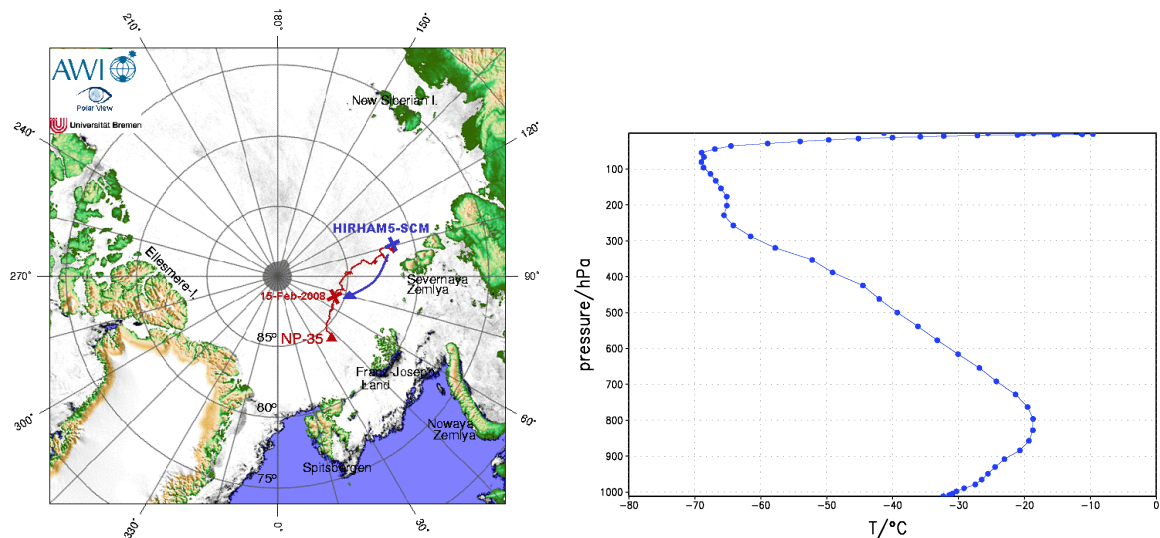 180°
210°
150°
AWI
Polar View
Universität Bremen
New Siberian I.
240°
120°
HIRHAM5-SCM
Ellesmere-I.
270°
90°
Severnaya
Zemlya
15-Feb-2008
NP-35
85°
Franz-Joseph
Land
80°
300°
60°
Nowaya
Zemlya
Spitsbergen
75°
330°
0°
30°
pressure/hPa
100
200
300
400
500
600
700
800
900
1000
−80
−70
−60
−50
−40
−30
−20
−10
0
T/°C